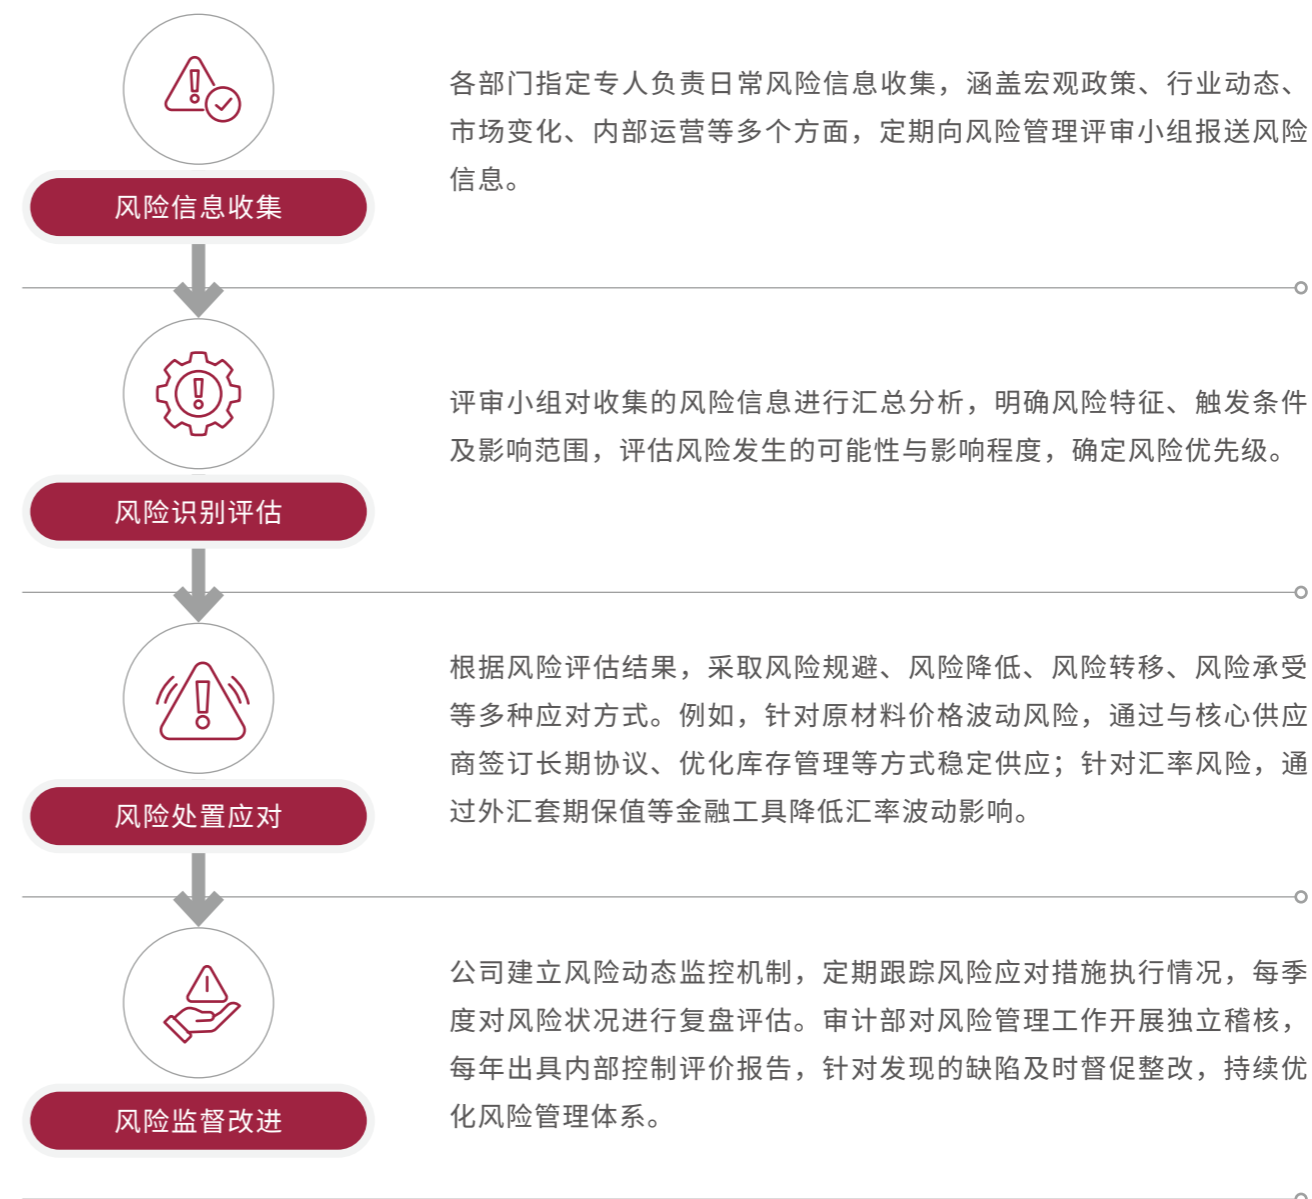 各部门指定专人负责日常风险信息收集，涵盖宏观政策、行业动态、
市场变化、内部运营等多个方面，定期向风险管理评审小组报送风险
信息。
风险信息收集
评审小组对收集的风险信息进行汇总分析，明确风险特征、触发条件
及影响范围，评估风险发生的可能性与影响程度，确定风险优先级。
风险识别评估
根据风险评估结果，采取风险规避、风险降低、风险转移、风险承受
等多种应对方式。例如，针对原材料价格波动风险，通过与核心供应
商签订长期协议、优化库存管理等方式稳定供应；针对汇率风险，通
过外汇套期保值等金融工具降低汇率波动影响。
风险处置应对
公司建立风险动态监控机制，定期跟踪风险应对措施执行情况，每季
度对风险状况进行复盘评估。审计部对风险管理工作开展独立稽核，
每年出具内部控制评价报告，针对发现的缺陷及时督促整改，持续优
化风险管理体系。
风险监督改进